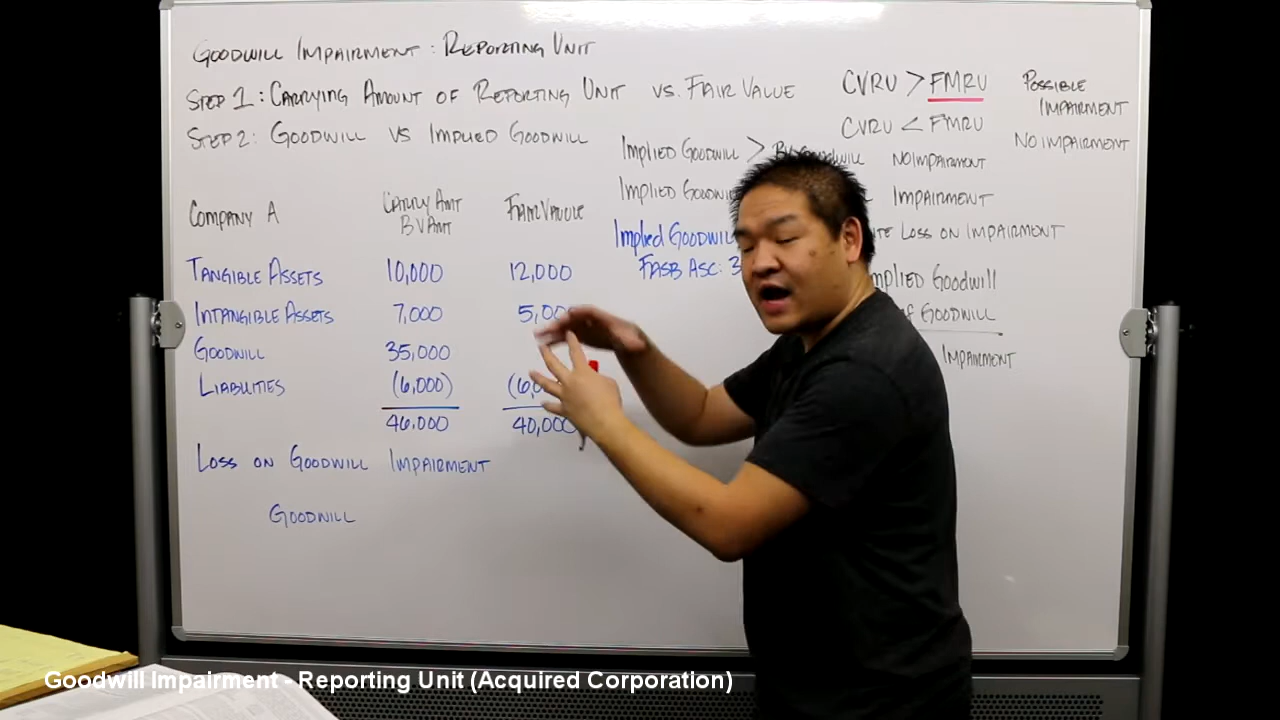 GOODWILL IMPAIRMENT: REPORTING UNIT
STEP 1: CARRYING AMOUNT OF REPORTING UNIT VS. FAIR VALUE
CVRU > FMRU POSSIBLE IMPAIRMENT
CVRU < FMRU NO IMPAIRMENT
STEP 2: GOODWILL VS IMPLIED GOODWILL
IMPLIED GOODWILL > BV GOODWILL NO IMPAIRMENT
IMPLIED GOODWILL IMPAIRMENT
LOSS ON IMPAIRMENT
IMPLIED GOODWILL
FASB ASC: 3
IMPLIED GOODWILL
OF GOODWILL
IMPAIRMENT
COMPANY A CARRY AMT BV AMT FAIR VALUE
TANGIBLE ASSETS 10,000 12,000
INTANGIBLE ASSETS 7,000 5,000
GOODWILL 35,000
LIABILITIES (6,000) (6,0
46,000 40,000
LOSS ON GOODWILL IMPAIRMENT
GOODWILL
Goodwill Impairment - Reporting Unit (Acquired Corporation)